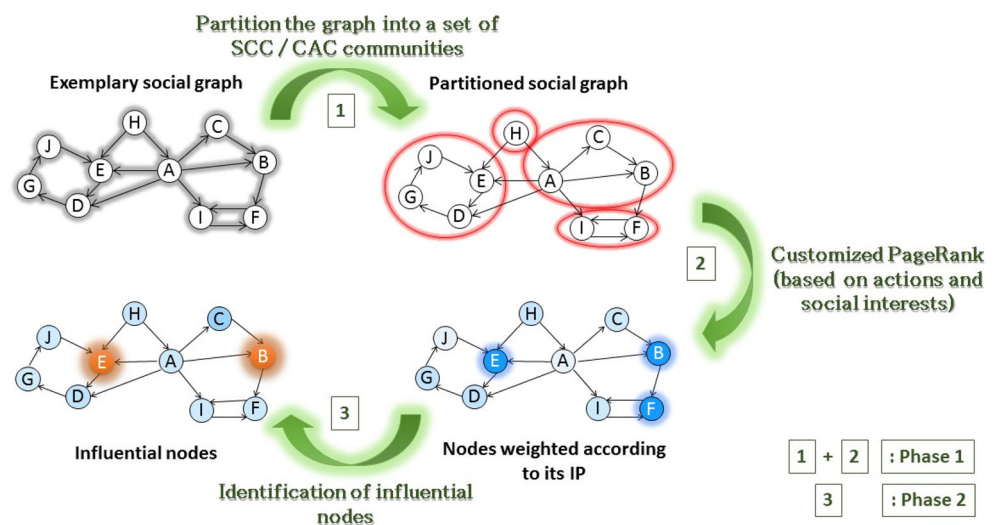 Partition the graph into a set of
SCC / CAC communities
Exemplary social graph
1
Partitioned social graph
H
C
J
E
A
B
G
D
I
F
H
C
J
E
A
B
G
D
I
F
2
Customized PageRank
(based on actions and
social interests)
H
C
J
E
A
B
G
D
I
F
H
C
J
E
A
B
G
D
I
F
3
Influential nodes
Nodes weighted according
to its IP
Identification of influential
nodes
1 + 2 : Phase 1
3 : Phase 2